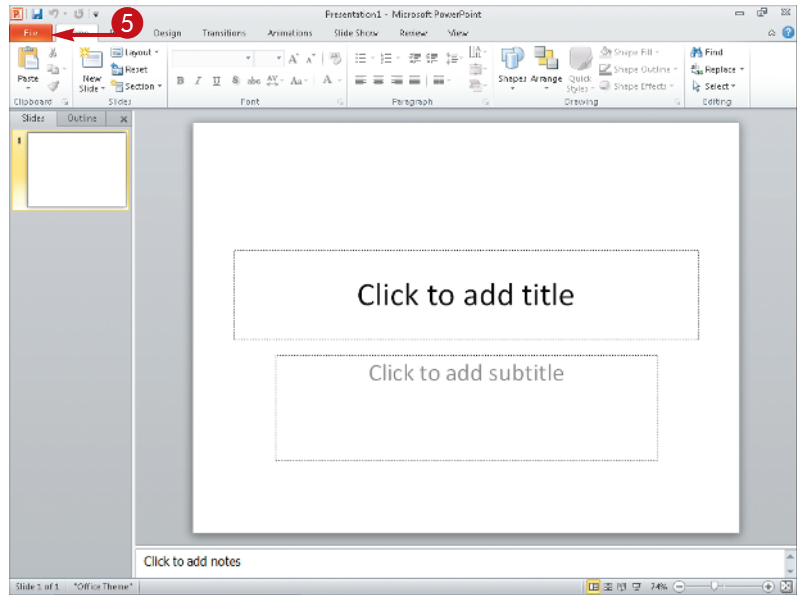 Presentation1 - Microsoft PowerPoint
5
File Design Transitions Animations Slide Show Review View
Paste
New Slide
Layout
Reset
Section
B I U S abc AV Aa A
Shapes Arrange Quick Styles
Shape Fill
Shape Outline
Shape Effects
Find
Replace
Select
Clipboard Slides Font Paragraph Drawing Editing
Slides Outline
1
Click to add title
Click to add subtitle
Click to add notes
Slide 1 of 1 "Office Theme" 74%